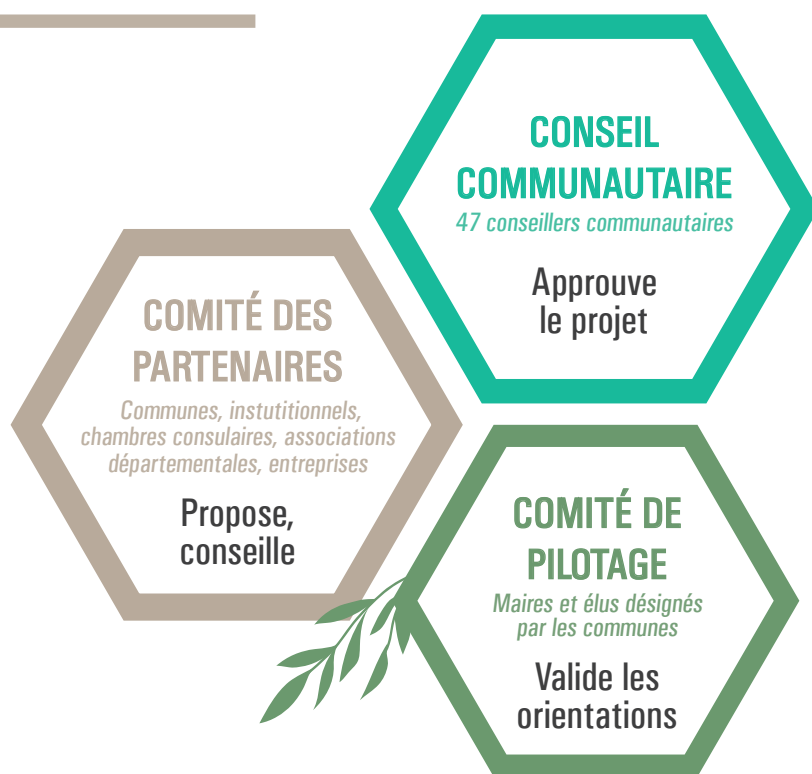 CONSEIL
COMMUNAUTAIRE
47 conseillers communautaires
Approuve
le projet
COMITÉ DES
PARTENAIRES
Communes, instutitionnels,
chambres consulaires, associations
départementales, entreprises
Propose,
conseille
COMITÉ DE
PILOTAGE
Maires et élus désignés
par les communes
Valide les
orientations